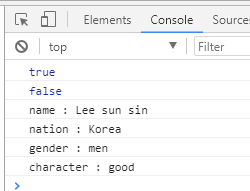 Elements Console Sources
top Filter
true
false
name : Lee sun sin
nation : Korea
gender : men
character : good